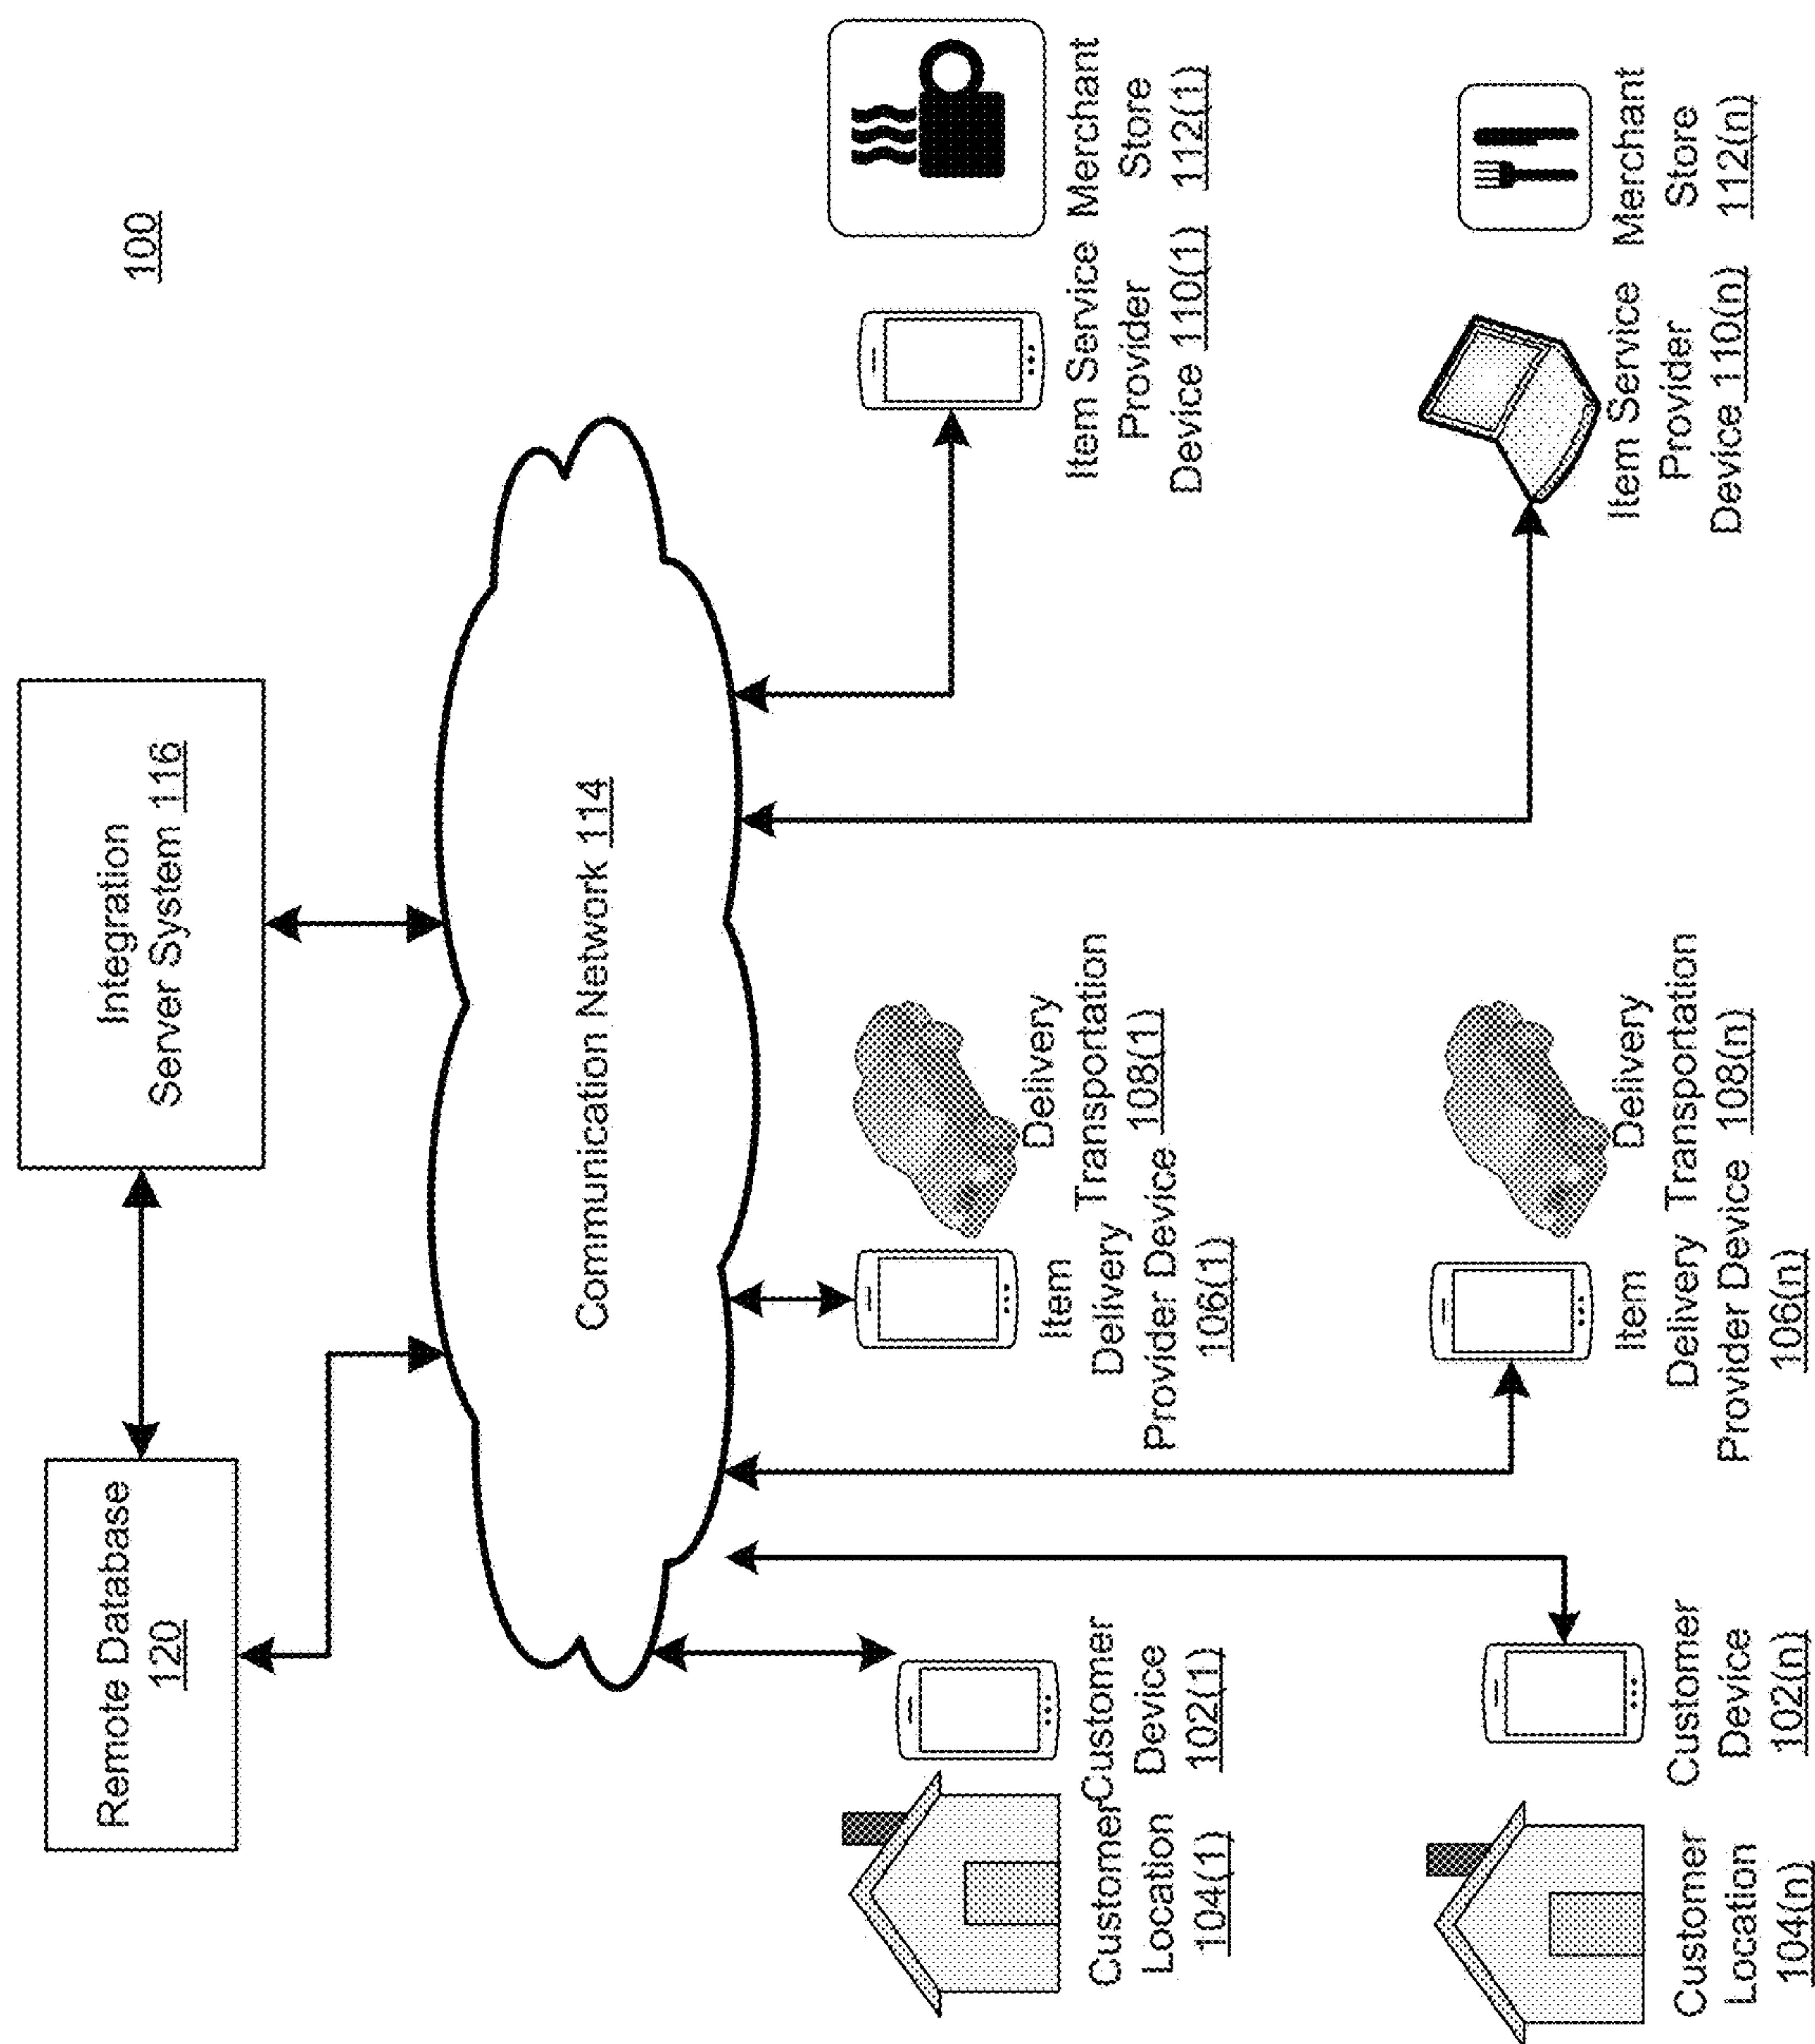 100
Remote Database
120
Integration
Server System 116
Communication Network 114
Customer
Location
104(1)
Customer
Device
102(1)
Item
Delivery
Provider Device
106(1)
Delivery
Transportation
108(1)
Item Service
Provider
Device 110(1)
Merchant
Store
112(1)
Customer
Location
104(n)
Customer
Device
102(n)
Item
Delivery
Provider Device
106(n)
Delivery
Transportation
108(n)
Item Service
Provider
Device 110(n)
Merchant
Store
112(n)